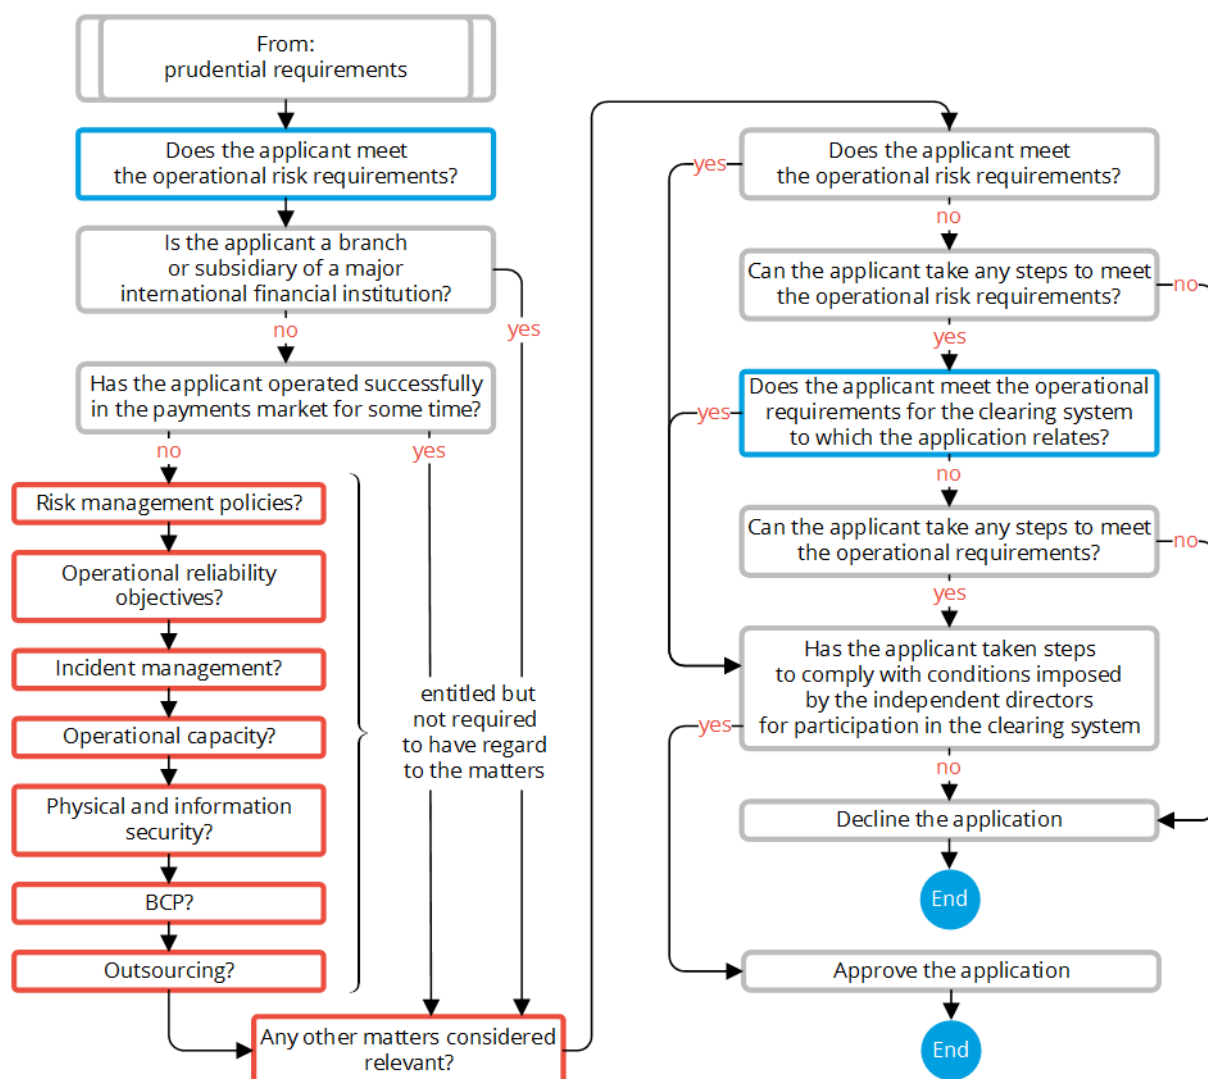 From:
prudential requirements
Does the applicant meet
the operational risk requirements?
Is the applicant a branch
or subsidiary of a major
international financial institution?
no
yes
Has the applicant operated successfully
in the payments market for some time?
no
yes
Risk management policies?
Operational reliability
objectives?
Incident management?
Operational capacity?
Physical and information
security?
BCP?
Outsourcing?
entitled but
not required
to have regard
to the matters
Any other matters considered
relevant?
Does the applicant meet
the operational risk requirements?
yes
no
Can the applicant take any steps to meet
the operational risk requirements?
no
yes
Does the applicant meet the operational
requirements for the clearing system
to which the application relates?
yes
no
Can the applicant take any steps to meet
the operational requirements?
no
yes
Has the applicant taken steps
to comply with conditions imposed
by the independent directors
for participation in the clearing system
yes
no
Decline the application
End
Approve the application
End